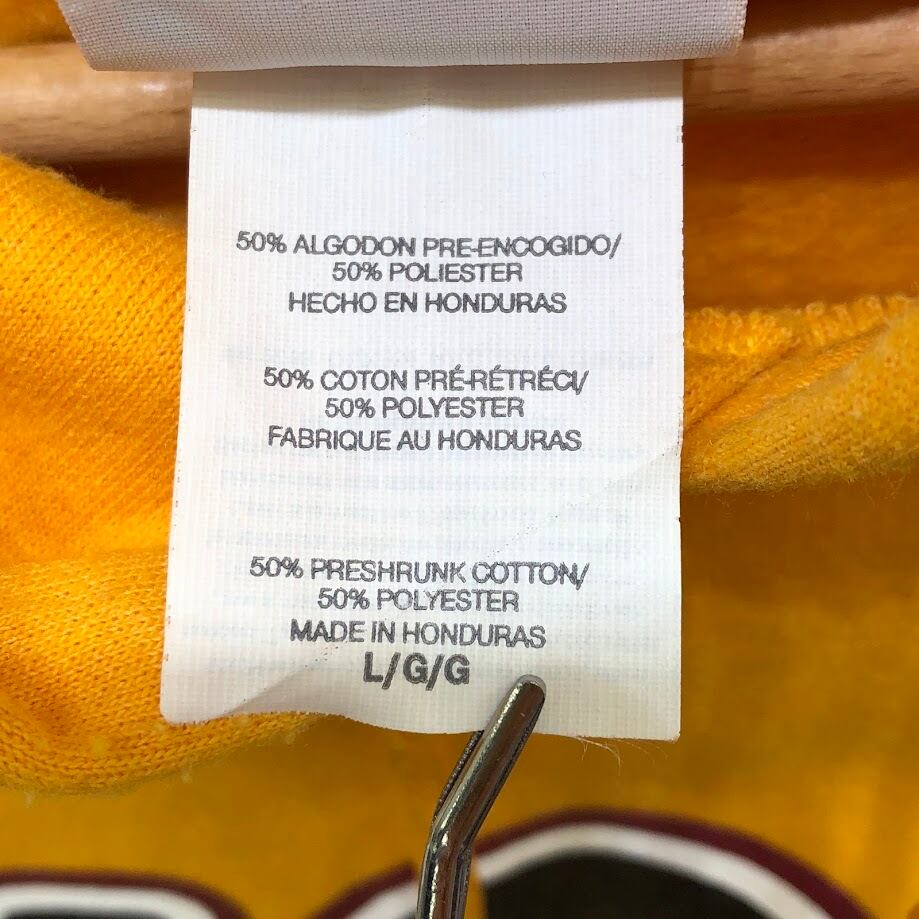 50% ALGODON PRE-ENCOGIDO/
50% POLIESTER
HECHO EN HONDURAS
50% COTON PRÉ-RÉTRÉCI/
50% POLYESTER
FABRIQUE AU HONDURAS
50% PRESHRUNK COTTON/
50% POLYESTER
MADE IN HONDURAS
L/G/G